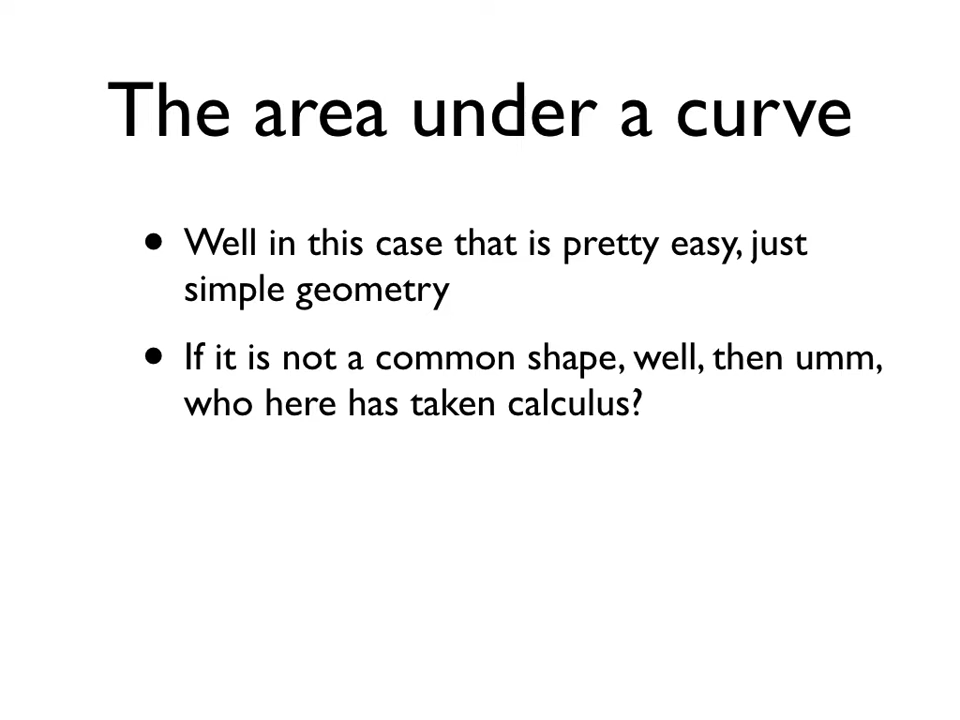 The area under a curve
• Well in this case that is pretty easy, just
simple geometry
• If it is not a common shape, well, then umm,
who here has taken calculus?